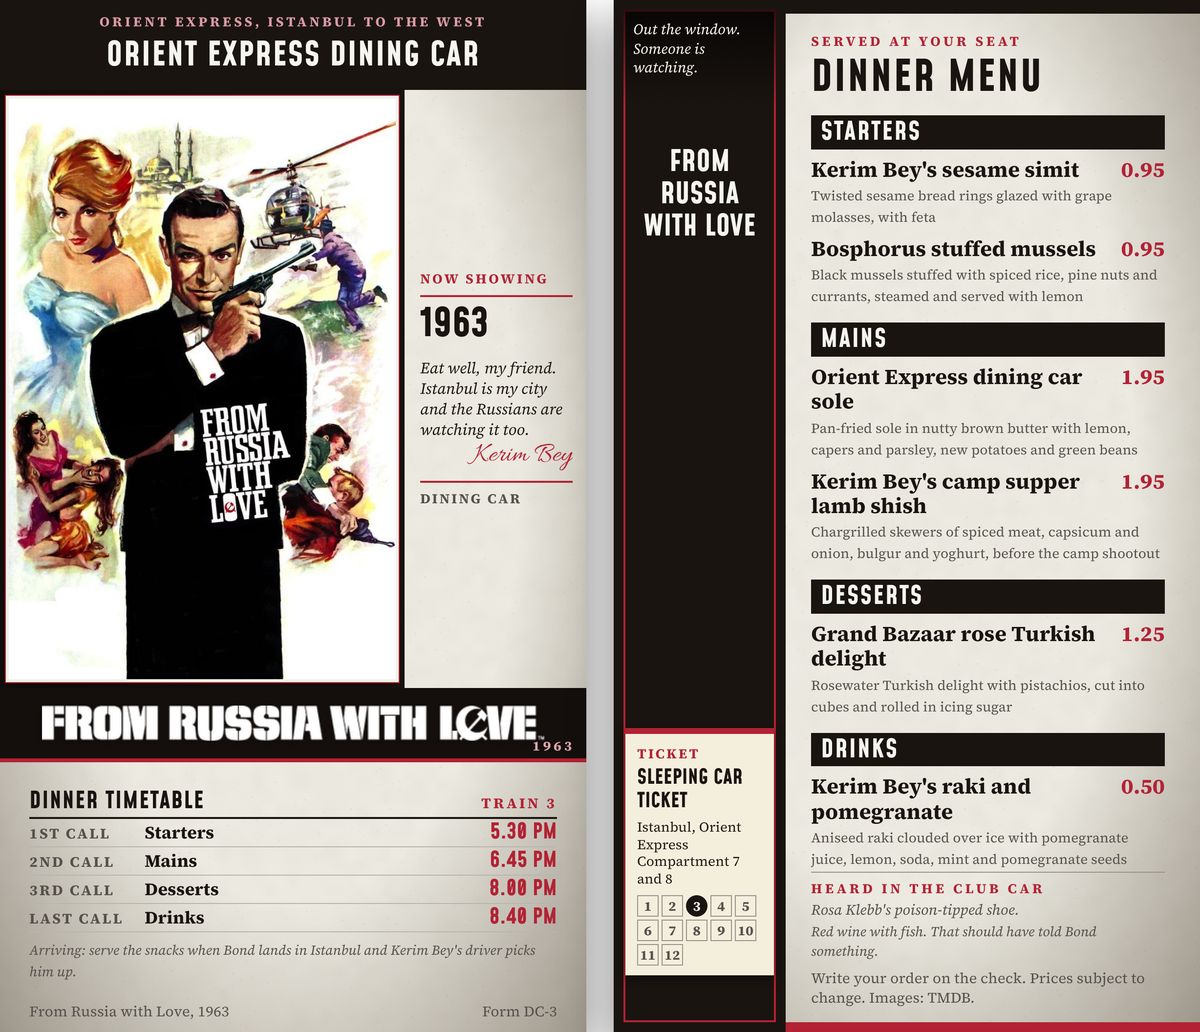 ORIENT EXPRESS, ISTANBUL TO THE WEST
ORIENT EXPRESS DINING CAR
FROM
RUSSIA
WITH
LOVE
NOW SHOWING
1963
Eat well, my friend.
Istanbul is my city
and the Russians are
watching it too.
Kerim Bey
DINING CAR
FROM RUSSIA WITH LOVE™
1963
DINNER TIMETABLE
TRAIN 3
1ST CALL Starters 5.30 PM
2ND CALL Mains 6.45 PM
3RD CALL Desserts 8.00 PM
LAST CALL Drinks 8.40 PM
Arriving: serve the snacks when Bond lands in Istanbul and Kerim Bey's driver picks
him up.
From Russia with Love, 1963
Form DC-3
Out the window.
Someone is
watching.
FROM
RUSSIA
WITH LOVE
TICKET
SLEEPING CAR
TICKET
Istanbul, Orient
Express
Compartment 7
and 8
1 2 3 4 5
6 7 8 9 10
11 12
SERVED AT YOUR SEAT
DINNER MENU
STARTERS
Kerim Bey's sesame simit 0.95
Twisted sesame bread rings glazed with grape
molasses, with feta
Bosphorus stuffed mussels 0.95
Black mussels stuffed with spiced rice, pine nuts and
currants, steamed and served with lemon
MAINS
Orient Express dining car 1.95
sole
Pan-fried sole in nutty brown butter with lemon,
capers and parsley, new potatoes and green beans
Kerim Bey's camp supper 1.95
lamb shish
Chargrilled skewers of spiced meat, capsicum and
onion, bulgur and yoghurt, before the camp shootout
DESSERTS
Grand Bazaar rose Turkish 1.25
delight
Rosewater Turkish delight with pistachios, cut into
cubes and rolled in icing sugar
DRINKS
Kerim Bey's raki and 0.50
pomegranate
Aniseed raki clouded over ice with pomegranate
juice, lemon, soda, mint and pomegranate seeds
HEARD IN THE CLUB CAR
Rosa Klebb's poison-tipped shoe.
Red wine with fish. That should have told Bond
something.
Write your order on the check. Prices subject to
change. Images: TMDB.